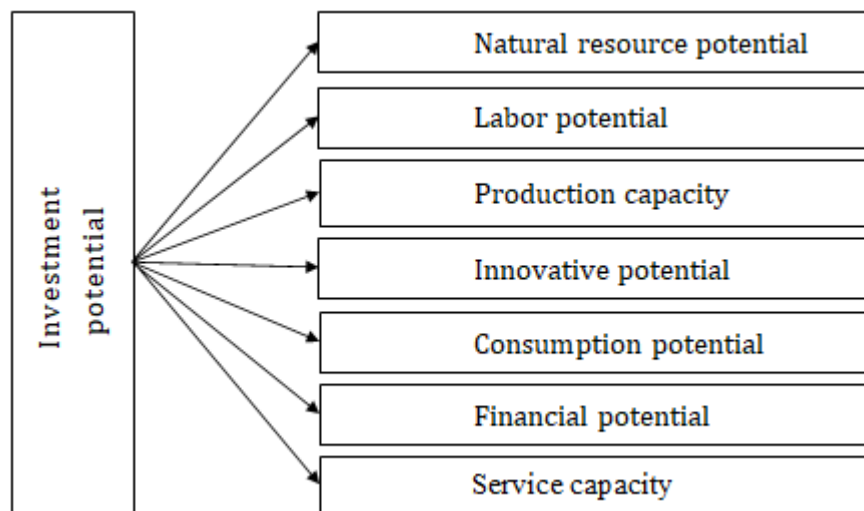 Investment
potential
Natural resource potential
Labor potential
Production capacity
Innovative potential
Consumption potential
Financial potential
Service capacity